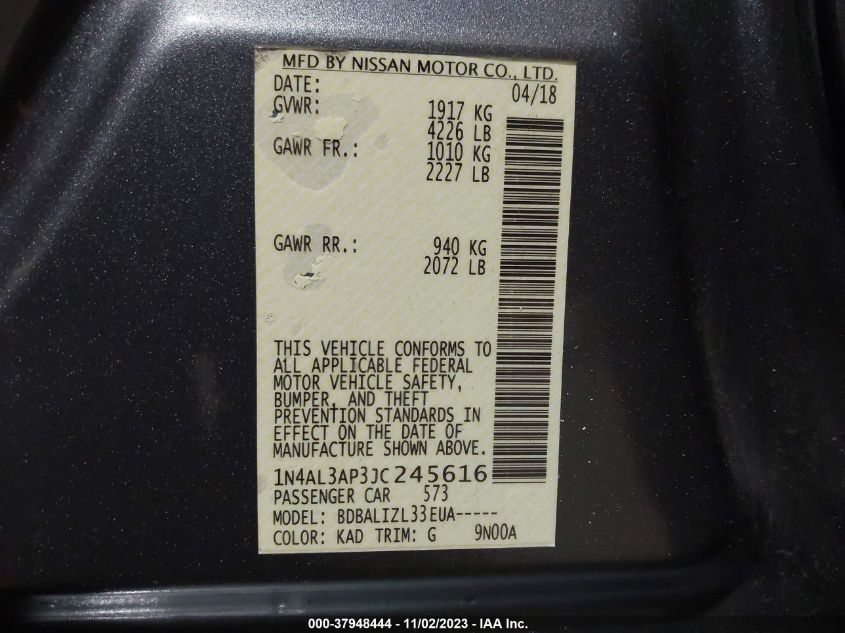 MFD BY NISSAN MOTOR CO., LTD.
DATE: 04/18
GVWR: 1917 KG
4226 LB
GAWR FR.: 1010 KG
2227 LB
GAWR RR.: 940 KG
2072 LB
THIS VEHICLE CONFORMS TO
ALL APPLICABLE FEDERAL
MOTOR VEHICLE SAFETY,
BUMPER, AND THEFT
PREVENTION STANDARDS IN
EFFECT ON THE DATE OF
MANUFACTURE SHOWN ABOVE.
1N4AL3AP3JC245616
PASSENGER CAR 573
MODEL: BDBALIZL33EUA-----
COLOR: KAD TRIM: G 9N00A
000-37948444 - 11/02/2023 - IAA Inc.